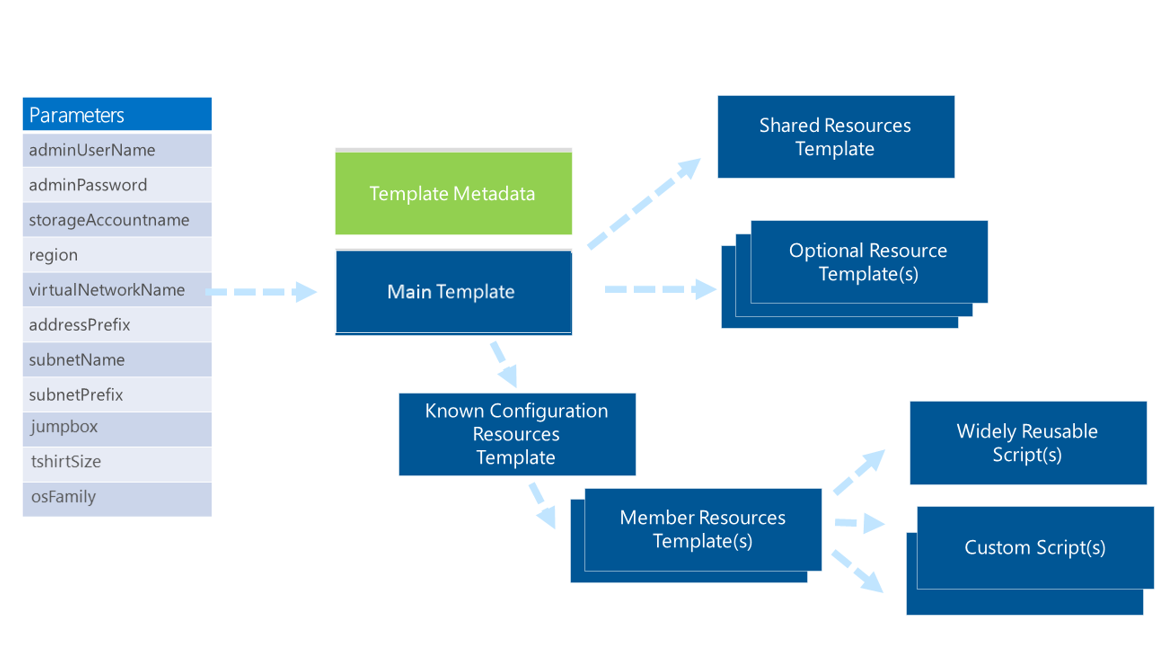 Parameters
adminUserName
adminPassword
storageAccountname
region
virtualNetworkName
addressPrefix
subnetName
subnetPrefix
jumpbox
tshirtSize
osFamily
Template Metadata
Main Template
Shared Resources
Template
Optional Resource
Template(s)
Known Configuration
Resources
Template
Member Resources
Template(s)
Widely Reusable
Script(s)
Custom Script(s)